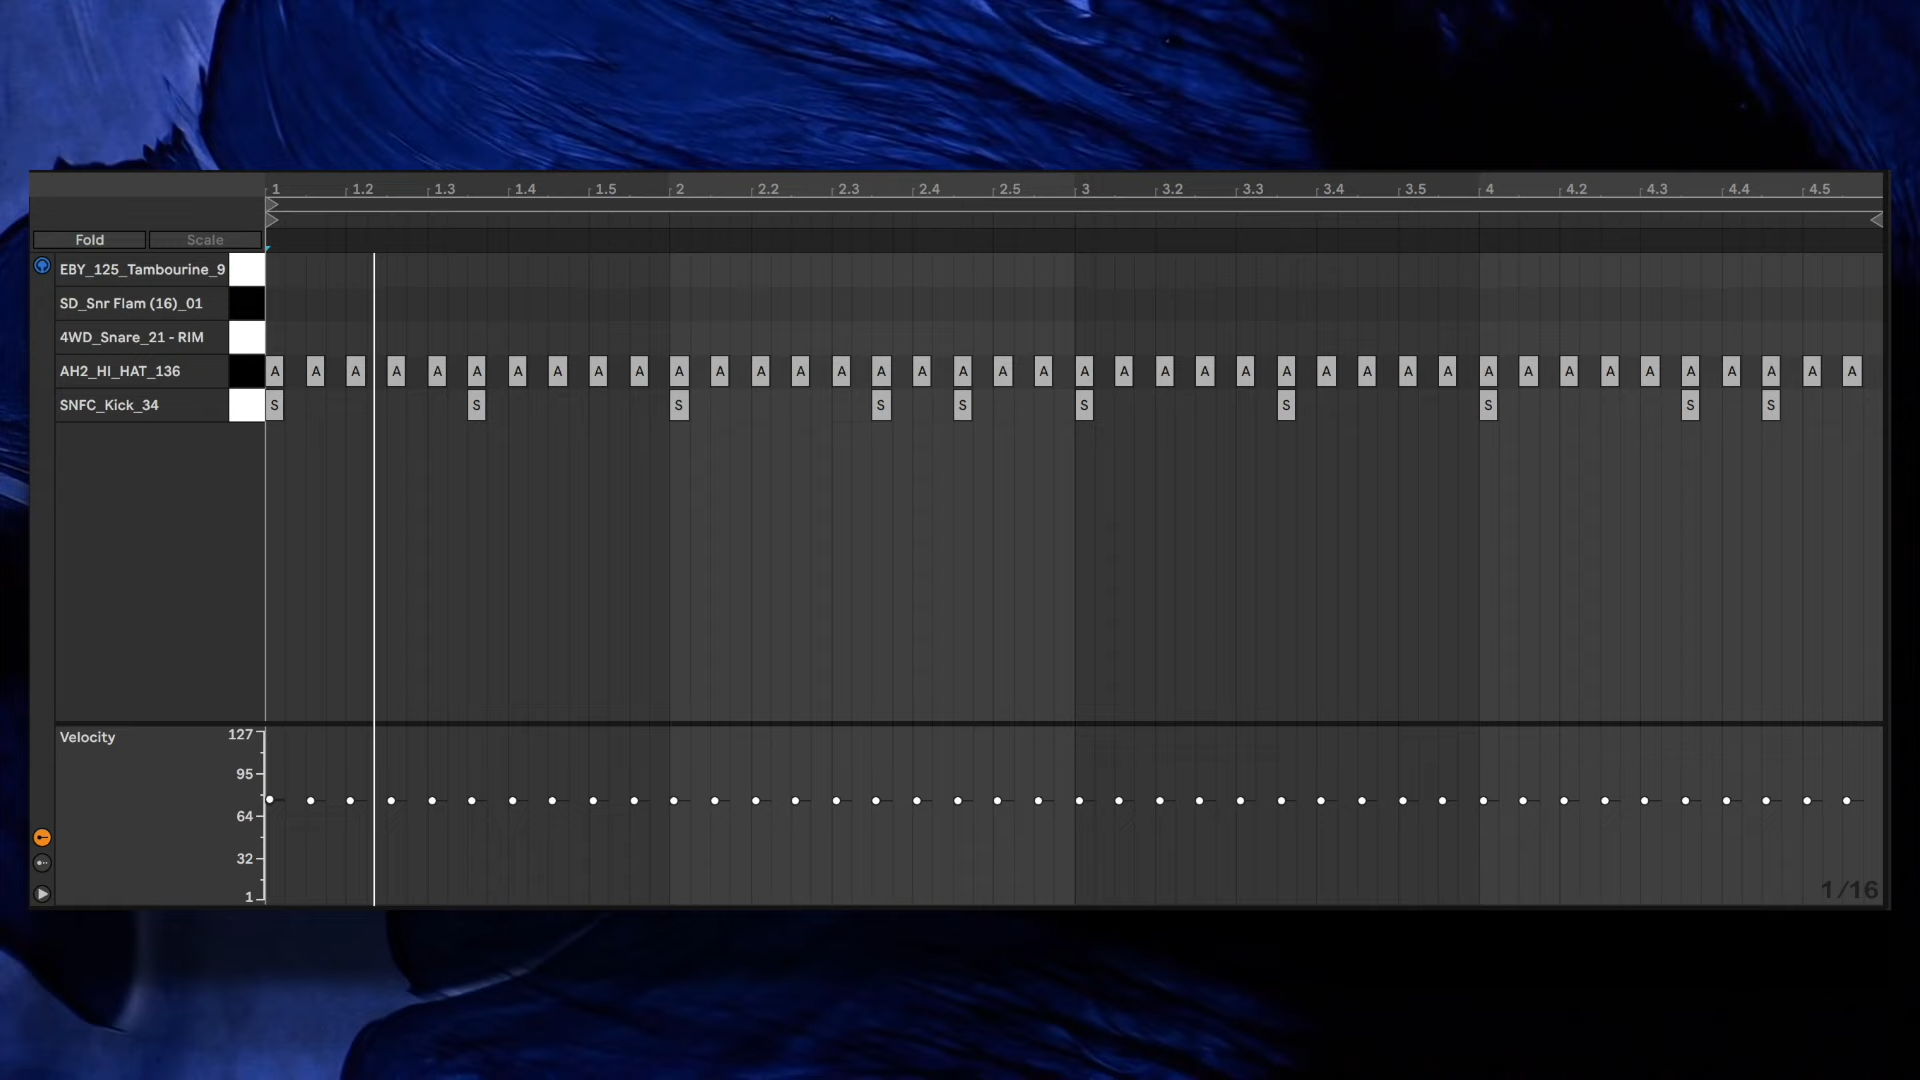 1 1.2 1.3 1.4 1.5 2 2.2 2.3 2.4 2.5 3 3.2 3.3 3.4 3.5 4 4.2 4.3 4.4 4.5
Fold Scale
EBY_125_Tambourine_9
SD_Snr Flam (16)_01
4WD_Snare_21 - RIM
AH2_HI_HAT_136 A A A A A A A A A A A A A A A A A A A A A A A A A A A A A A A A A A A A A A A A
SNFC_Kick_34 S S S S S S S S S S
Velocity 127
95
64
32
1
1/16